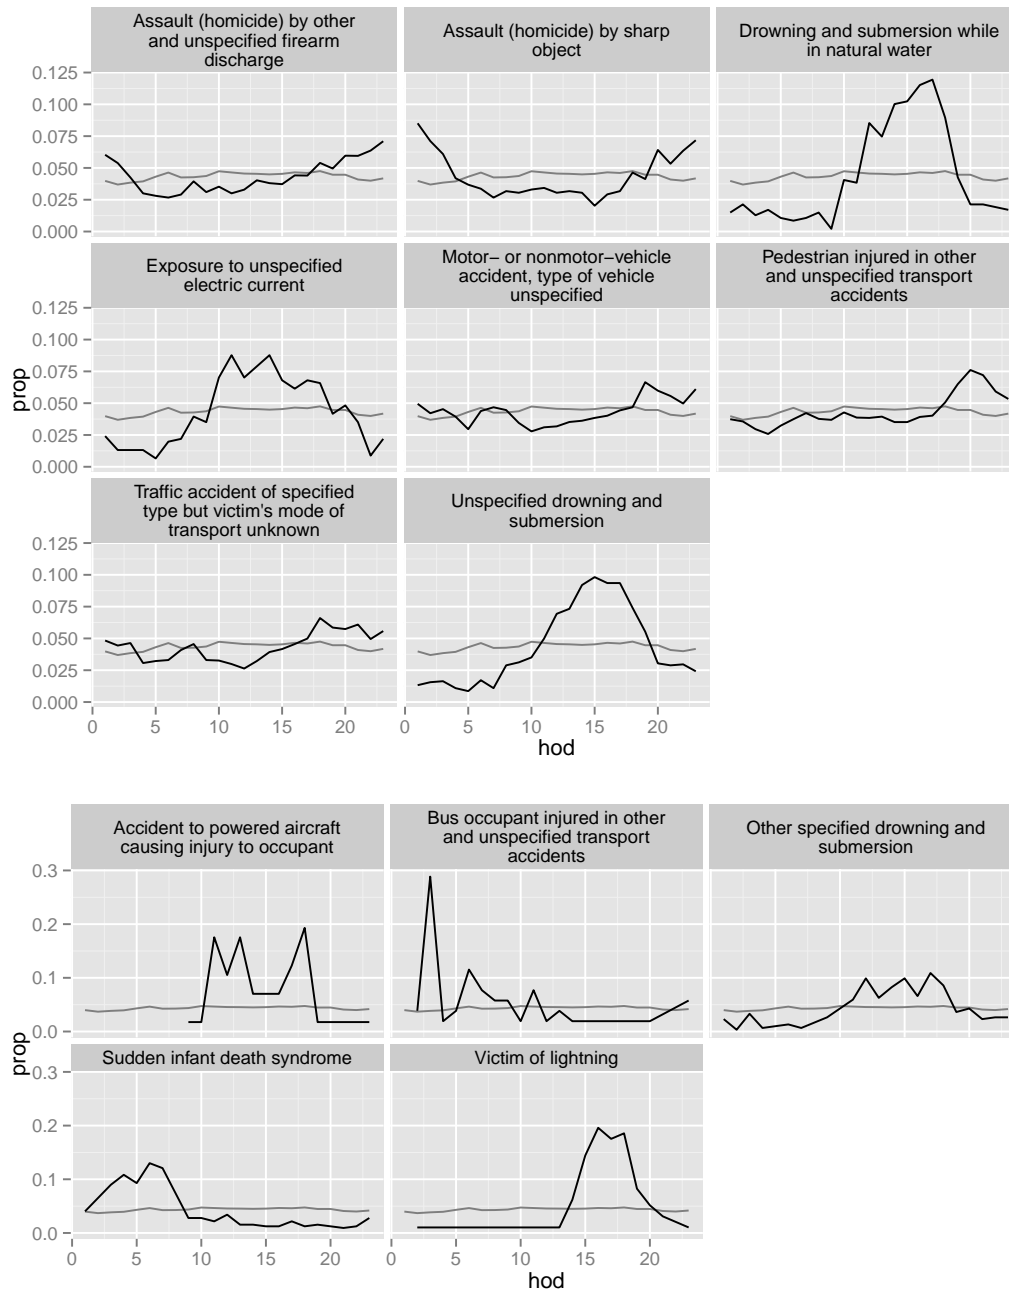 Assault (homicide) by other
and unspecified firearm
discharge
Assault (homicide) by sharp
object
Drowning and submersion while
in natural water
0.125
0.100
0.075
0.050
0.025
0.000
Exposure to unspecified
electric current
Motor− or nonmotor−vehicle
accident, type of vehicle
unspecified
Pedestrian injured in other
and unspecified transport
accidents
0.125
0.100
0.075
0.050
0.025
0.000
prop
Traffic accident of specified
type but victim's mode of
transport unknown
Unspecified drowning and
submersion
0.125
0.100
0.075
0.050
0.025
0.000
0 5 10 15 20 0 5 10 15 20
hod
Accident to powered aircraft
causing injury to occupant
Bus occupant injured in other
and unspecified transport
accidents
Other specified drowning and
submersion
0.3
0.2
0.1
0.0
prop
Sudden infant death syndrome
Victim of lightning
0.3
0.2
0.1
0.0
0 5 10 15 20 0 5 10 15 20
hod